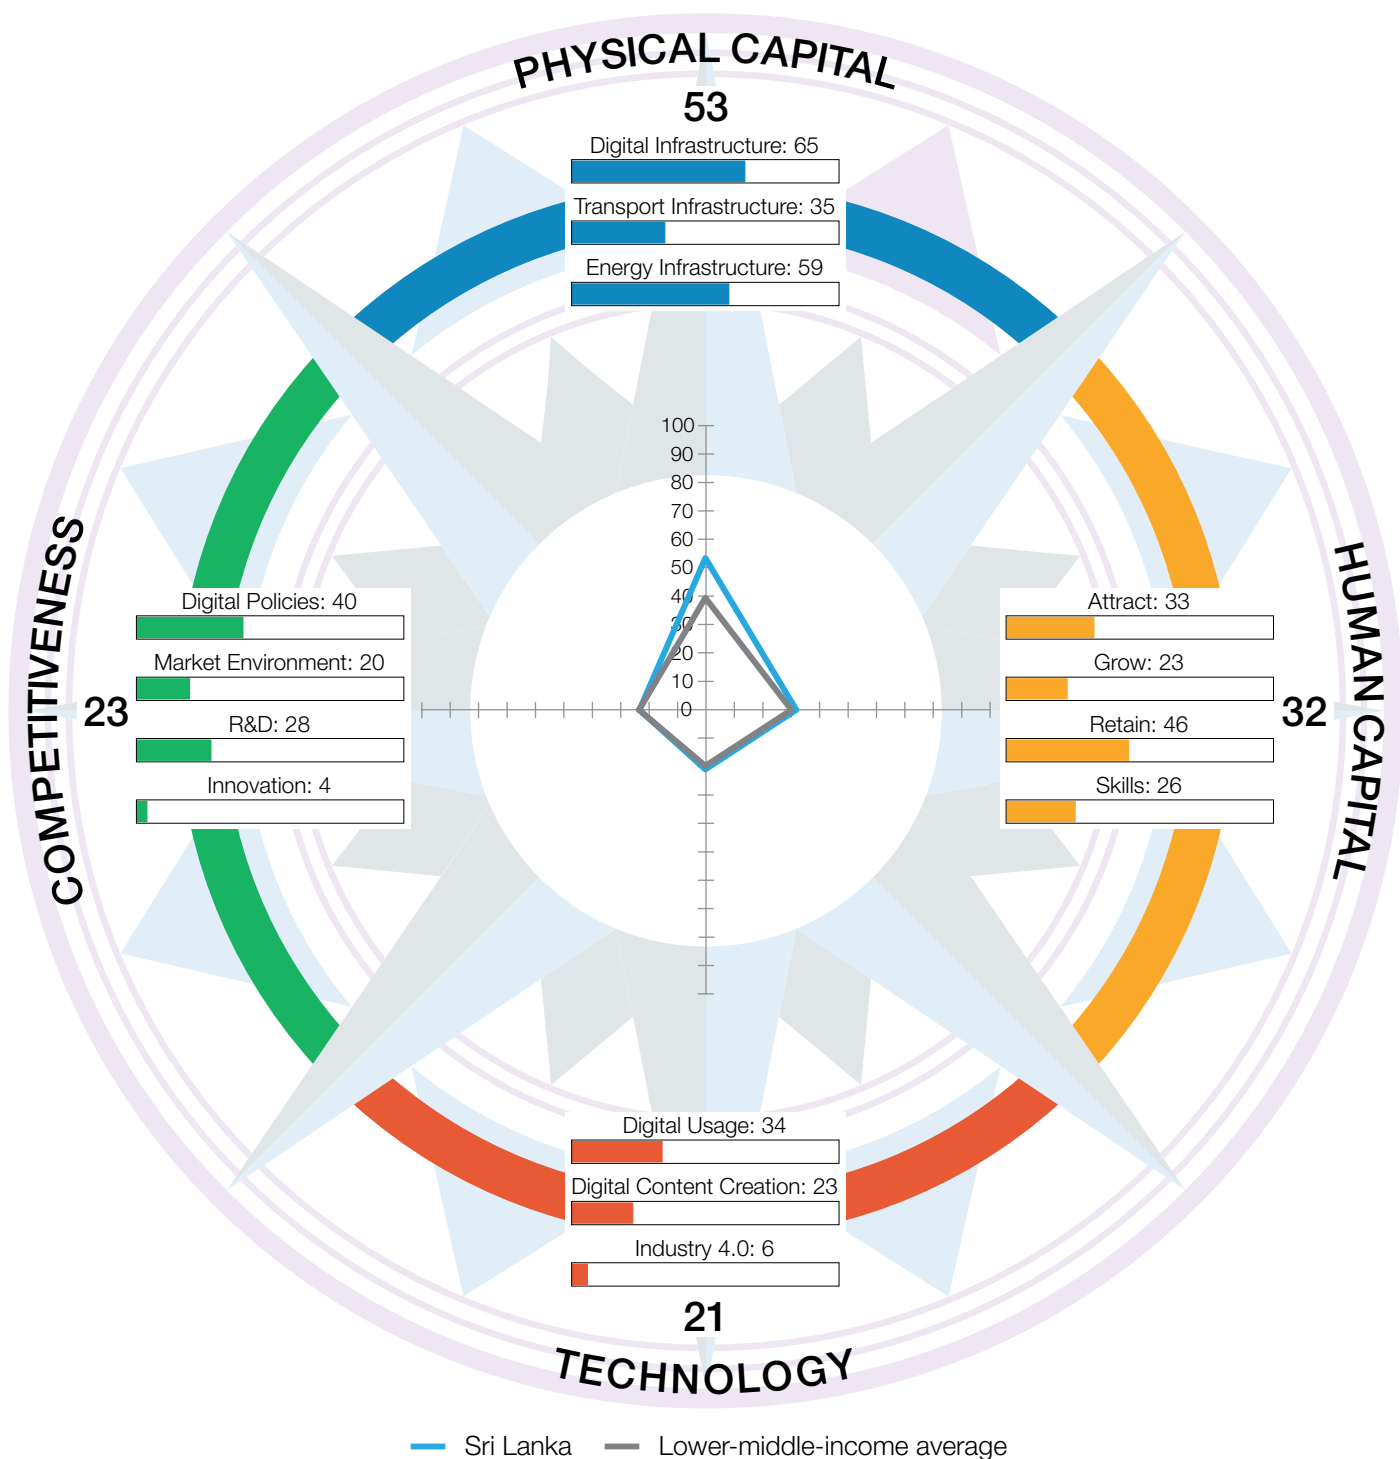 PHYSICAL CAPITAL
53
Digital Infrastructure: 65
Transport Infrastructure: 35
Energy Infrastructure: 59
100
90
80
70
60
50
40
30
20
10
0
COMPETITIVENESS
23
Digital Policies: 40
Market Environment: 20
R&D: 28
Innovation: 4
HUMAN CAPITAL
32
Attract: 33
Grow: 23
Retain: 46
Skills: 26
Digital Usage: 34
Digital Content Creation: 23
Industry 4.0: 6
21
TECHNOLOGY
Sri Lanka
Lower-middle-income average